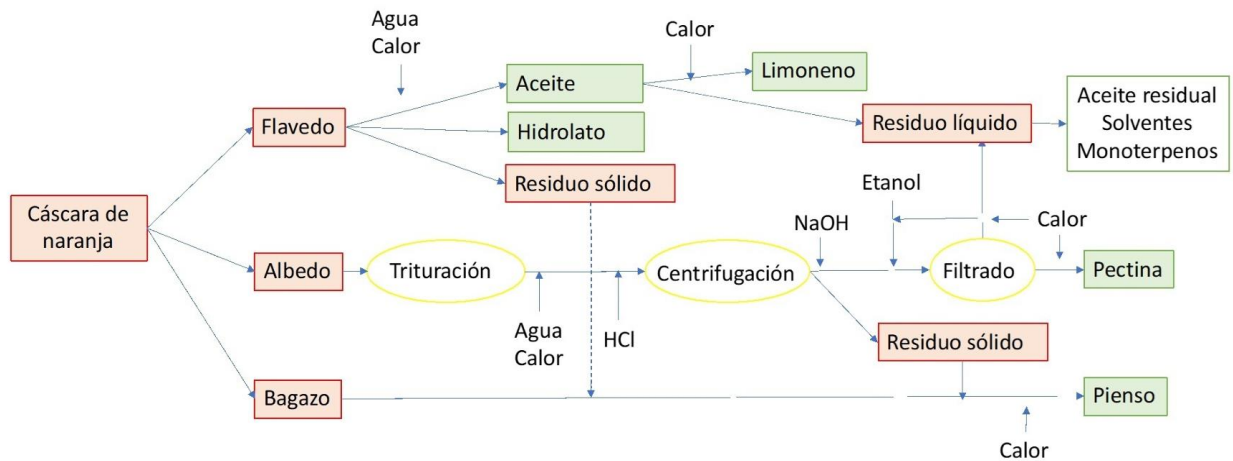 Agua
Calor
Calor
Aceite
Limoneno
Flavedo
Hidrolato
Residuo líquido
Aceite residual
Solventes
Monoterpenos
Residuo sólido
Etanol
Cáscara de
naranja
NaOH
Calor
Albedo
Trituración
Centrifugación
Filtrado
Pectina
Agua
Calor
HCl
Residuo sólido
Bagazo
Pienso
Calor